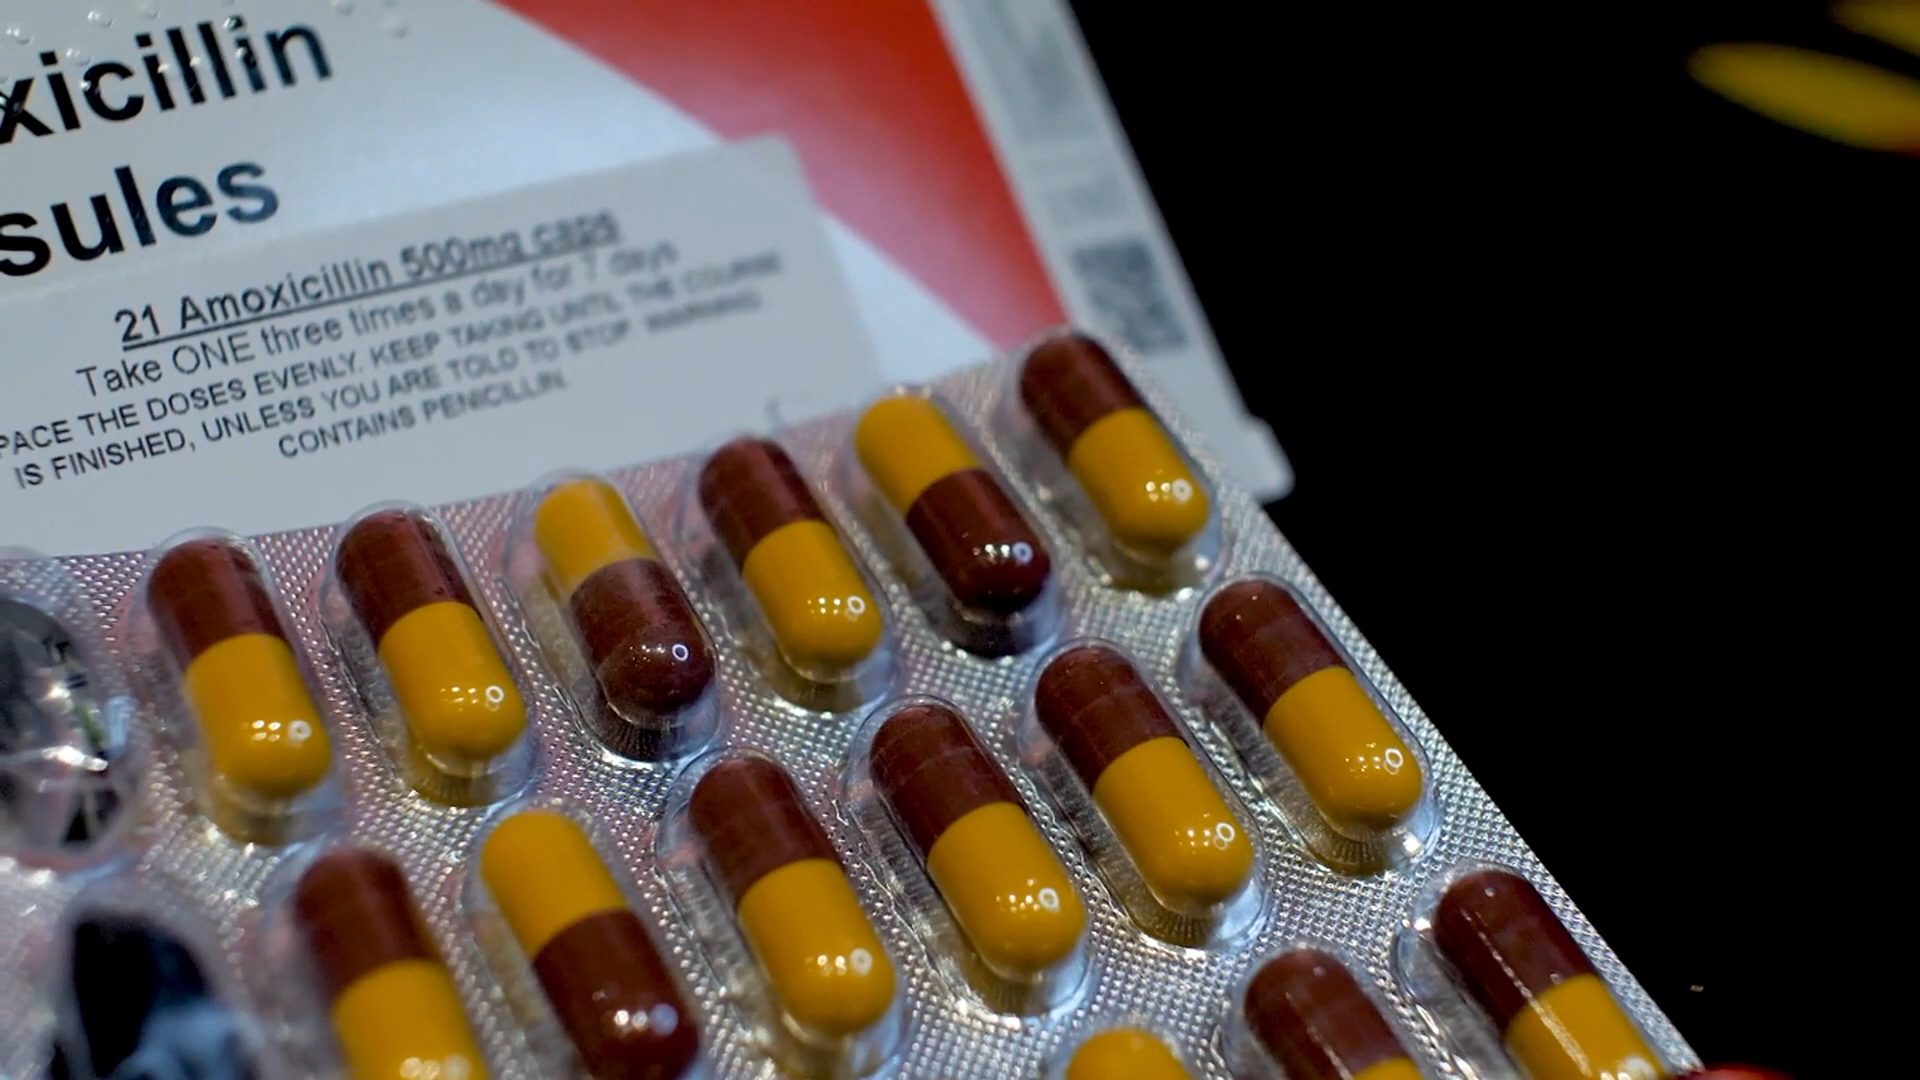 xicillin
sules
21 Amoxicillin 500mg caps
Take ONE three times a day for 7 days
PACE THE DOSES EVENLY. KEEP TAKING UNTIL THE COURSE
IS FINISHED, UNLESS YOU ARE TOLD TO STOP. WARNING.
CONTAINS PENICILLIN.